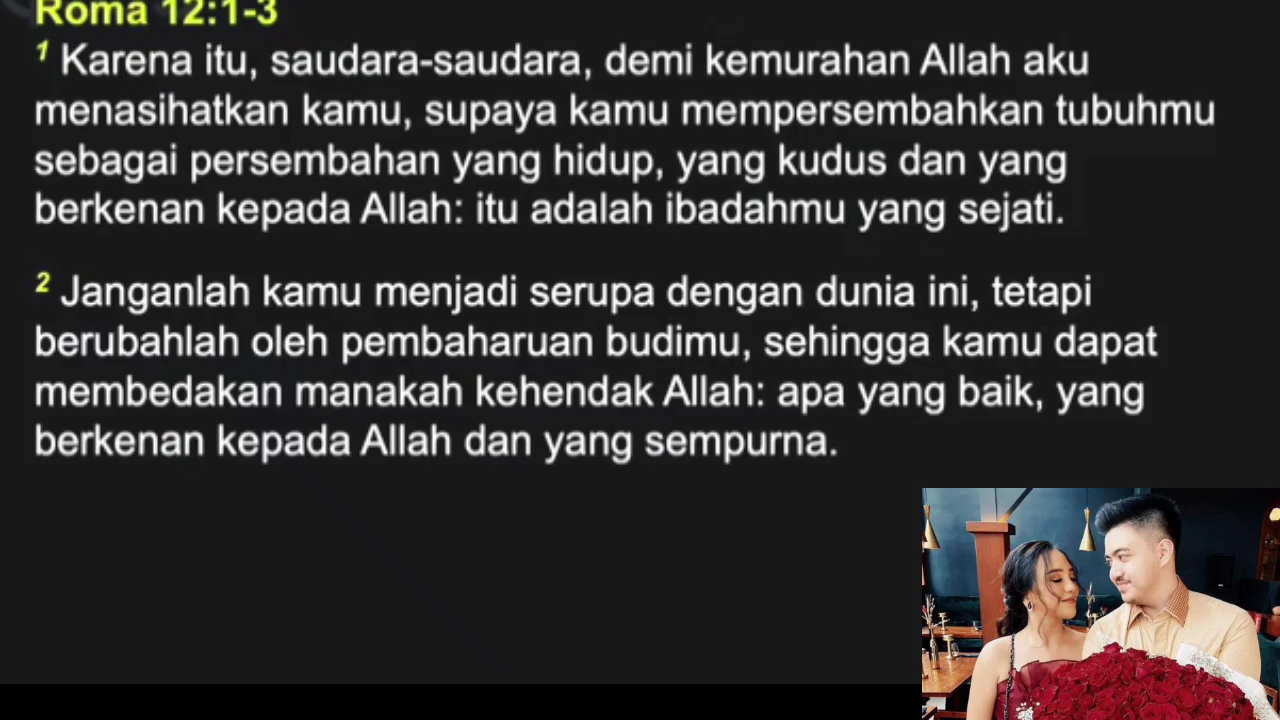 Roma 12:1-3
1 Karena itu, saudara-saudara, demi kemurahan Allah aku
menasihatkan kamu, supaya kamu mempersembahkan tubuhmu
sebagai persembahan yang hidup, yang kudus dan yang
berkenan kepada Allah: itu adalah ibadahmu yang sejati.
2 Janganlah kamu menjadi serupa dengan dunia ini, tetapi
berubahlah oleh pembaharuan budimu, sehingga kamu dapat
membedakan manakah kehendak Allah: apa yang baik, yang
berkenan kepada Allah dan yang sempurna.